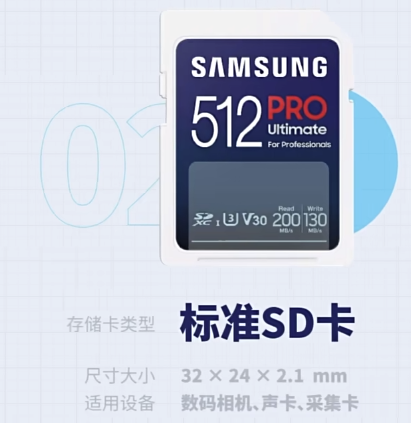 02
SAMSUNG
512 PRO
Ultimate
For Professionals
Read Write
SD XC I U3 V30 200 130
MB/s MB/s
存储卡类型 标准SD卡
尺寸大小 32 × 24 × 2.1 mm
适用设备 数码相机、声卡、采集卡